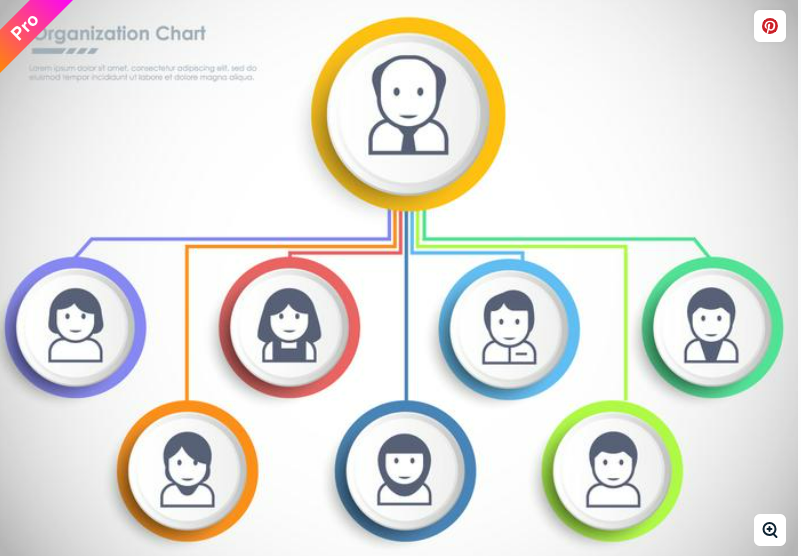 Pro
Organization Chart
Lorem ipsum dolor sit amet, consectetur adipiscing elit, sed do
eiusmod tempor incididunt ut labore et dolore magna aliqua.